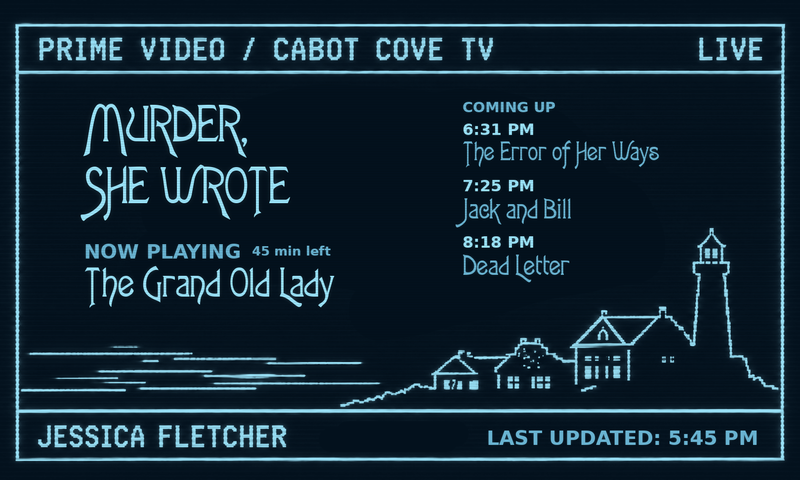 PRIME VIDEO / CABOT COVE TV
LIVE
MURDER,
SHE WROTE
NOW PLAYING 45 min left
The Grand Old Lady
COMING UP
6:31 PM
The Error of Her Ways
7:25 PM
Jack and Bill
8:18 PM
Dead Letter
JESSICA FLETCHER
LAST UPDATED: 5:45 PM